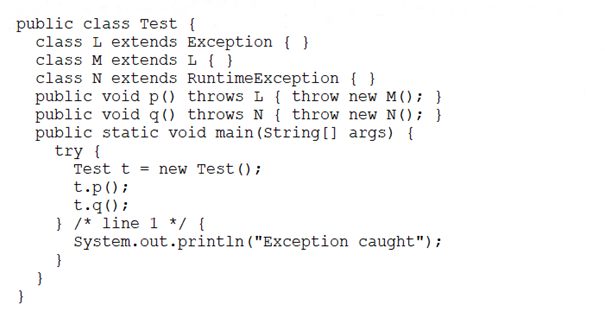 public class Test {
class L extends Exception { }
class M extends L { }
class N extends RuntimeException { }
public void p() throws L { throw new M(); }
public void q() throws N { throw new N(); }
public static void main(String[] args) {
try {
Test t = new Test();
t.p();
t.q();
} /* line 1 */ {
System.out.println("Exception caught");
}
}
}